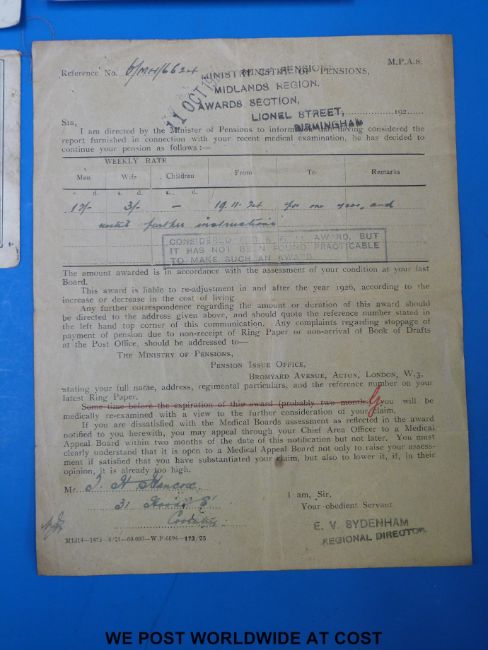 Reference No. 6/MH/6624
M.P.A.8.
MINISTRY OF PENSIONS,
MIDLANDS REGION.
AWARDS SECTION,
LIONEL STREET,
BIRMINGHAM
11 OCT
192
Sir,
I am directed by the Minister of Pensions to inform you that having considered the
report furnished in connection with your recent medical examination, he has decided to
continue your pension as follows:—
WEEKLY RATE
Man Wife Children From To Remarks
s. d. s. d. s. d.
12/- 3/- — 19.11.24 for one year, and
until further instructions
CONSIDERED FOR AWARD, BUT
IT HAS NOT BEEN FOUND PRACTICABLE
TO MAKE SUCH AN AWARD.
The amount awarded is in accordance with the assessment of your condition at your last
Board.
This award is liable to re-adjustment in and after the year 1926, according to the
increase or decrease in the cost of living
Any further correspondence regarding the amount or duration of this award should
be directed to the address given above, and should quote the reference number stated in
the left hand top corner of this communication. Any complaints regarding stoppage of
payment of pension due to non-receipt of Ring Paper or non-arrival of Book of Drafts
at the Post Office, should be addressed to—
THE MINISTRY OF PENSIONS,
PENSION ISSUE OFFICE,
BROMYARD AVENUE, ACTON, LONDON, W.3.
stating your full name, address, regimental particulars, and the reference number on your
latest Ring Paper.
Some time before the expiration of this award (probably two months) you will be
medically re-examined with a view to the further consideration of your claim.
If you are dissatisfied with the Medical Boards assessment as reflected in the award
notified to you herewith, you may appeal through your Chief Area Officer to a Medical
Appeal Board within two months of the date of this notification but not later. You must
clearly understand that it is open to a Medical Appeal Board not only to raise your assess-
ment if satisfied that you have substantiated your claim, but also to lower it, if, in their
opinion, it is already too high.
Mr
31
I am, Sir,
Your obedient Servant
E. V. SYDENHAM
REGIONAL DIRECTOR
WE POST WORLDWIDE AT COST